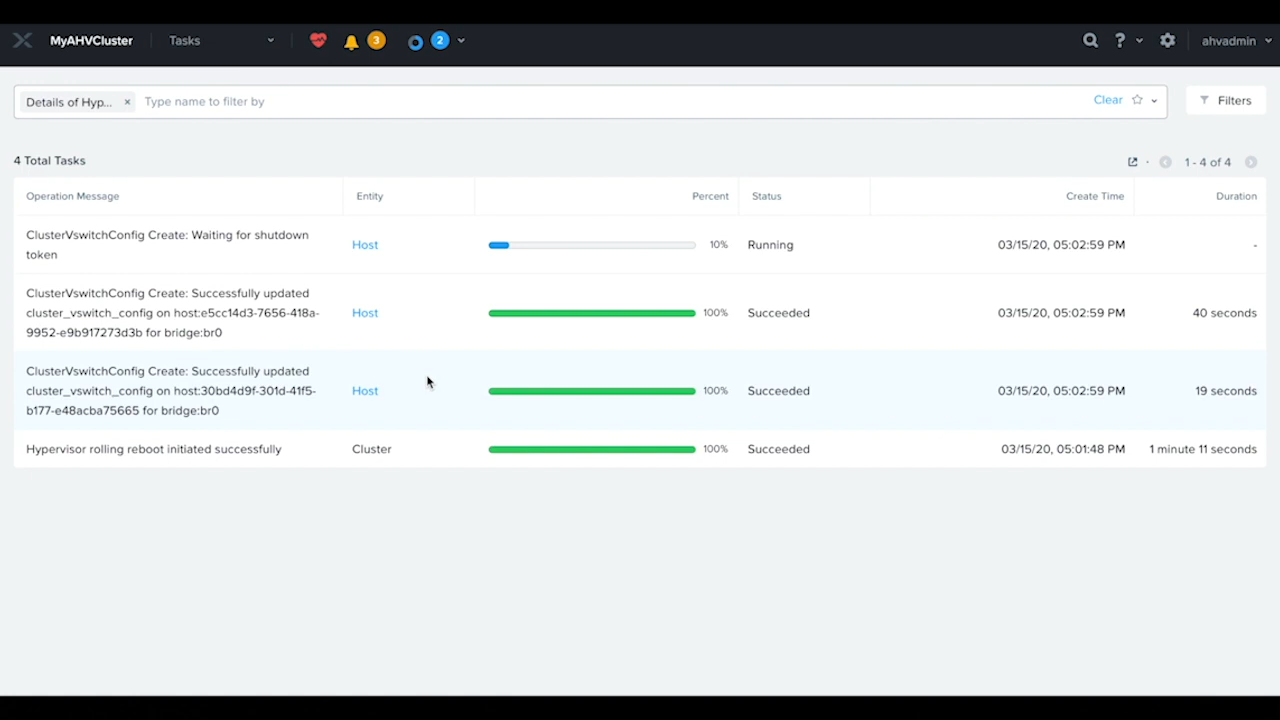 MyAHVCluster Tasks 3 2 ? ahvadmin
Details of Hyp... × Type name to filter by Clear Filters
4 Total Tasks 1 - 4 of 4
Operation Message Entity Percent Status Create Time Duration
ClusterVswitchConfig Create: Waiting for shutdown
token
Host 10% Running 03/15/20, 05:02:59 PM -
ClusterVswitchConfig Create: Successfully updated
cluster_vswitch_config on host:e5cc14d3-7656-418a-
9952-e9b917273d3b for bridge:br0
Host 100% Succeeded 03/15/20, 05:02:59 PM 40 seconds
ClusterVswitchConfig Create: Successfully updated
cluster_vswitch_config on host:30bd4d9f-301d-41f5-
b177-e48acba75665 for bridge:br0
Host 100% Succeeded 03/15/20, 05:02:59 PM 19 seconds
Hypervisor rolling reboot initiated successfully Cluster 100% Succeeded 03/15/20, 05:01:48 PM 1 minute 11 seconds